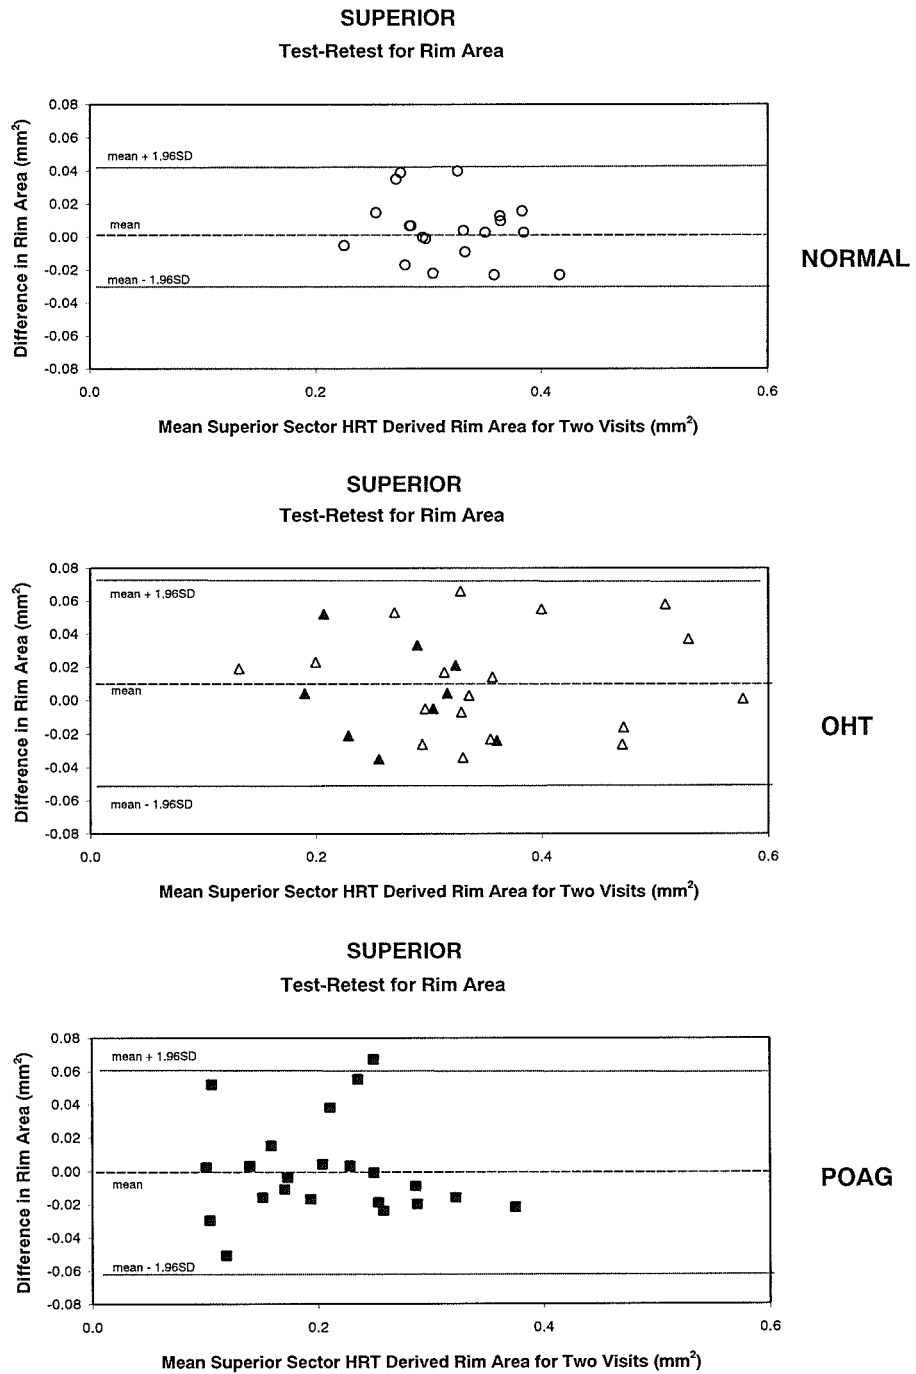 SUPERIOR
Test-Retest for Rim Area
Difference in Rim Area (mm²)
0.08
0.06
0.04
0.02
0.00
-0.02
-0.04
-0.06
-0.08
mean + 1.96SD
mean
mean - 1.96SD
0.0 0.2 0.4 0.6
Mean Superior Sector HRT Derived Rim Area for Two Visits (mm²)
NORMAL
SUPERIOR
Test-Retest for Rim Area
Difference in Rim Area (mm²)
0.08
0.06
0.04
0.02
0.00
-0.02
-0.04
-0.06
-0.08
mean + 1.96SD
mean
mean - 1.96SD
0.0 0.2 0.4 0.6
Mean Superior Sector HRT Derived Rim Area for Two Visits (mm²)
OHT
SUPERIOR
Test-Retest for Rim Area
Difference in Rim Area (mm²)
0.08
0.06
0.04
0.02
0.00
-0.02
-0.04
-0.06
-0.08
mean + 1.96SD
mean
mean - 1.96SD
0.0 0.2 0.4 0.6
Mean Superior Sector HRT Derived Rim Area for Two Visits (mm²)
POAG